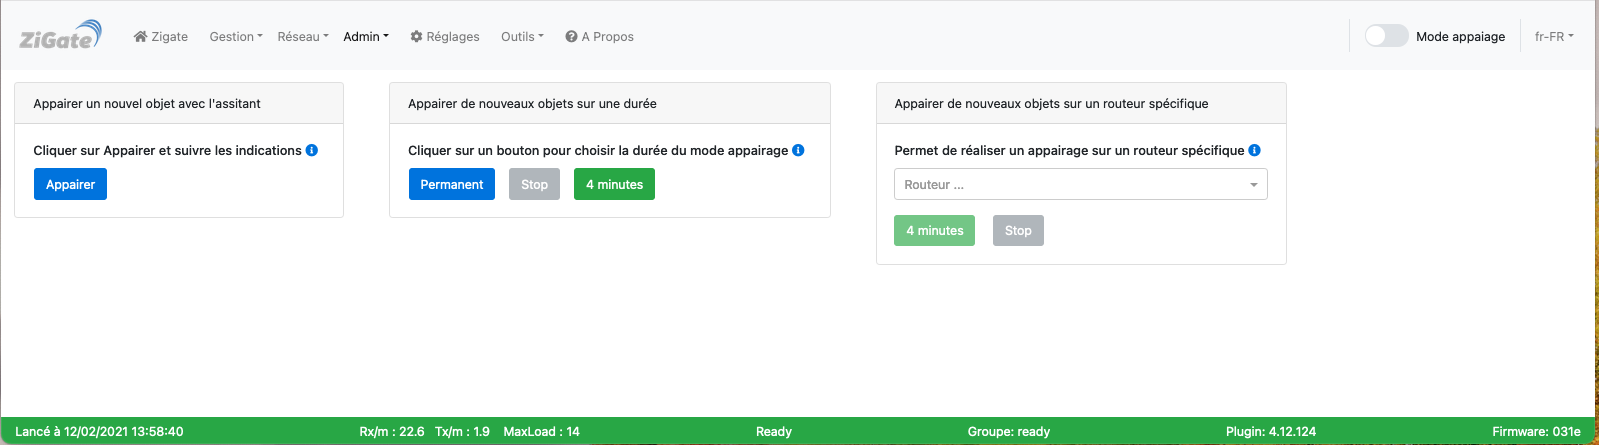 ZiGate Zigate Gestion Réseau Admin Réglages Outils A Propos Mode appaiage fr-FR
Appairer un nouvel objet avec l'assitant
Cliquer sur Appairer et suivre les indications
Appairer
Appairer de nouveaux objets sur une durée
Cliquer sur un bouton pour choisir la durée du mode appairage
Permanent Stop 4 minutes
Appairer de nouveaux objets sur un routeur spécifique
Permet de réaliser un appairage sur un routeur spécifique
Routeur ...
4 minutes Stop
Lancé à 12/02/2021 13:58:40 Rx/m : 22.6 Tx/m : 1.9 MaxLoad : 14 Ready Groupe: ready Plugin: 4.12.124 Firmware: 031e